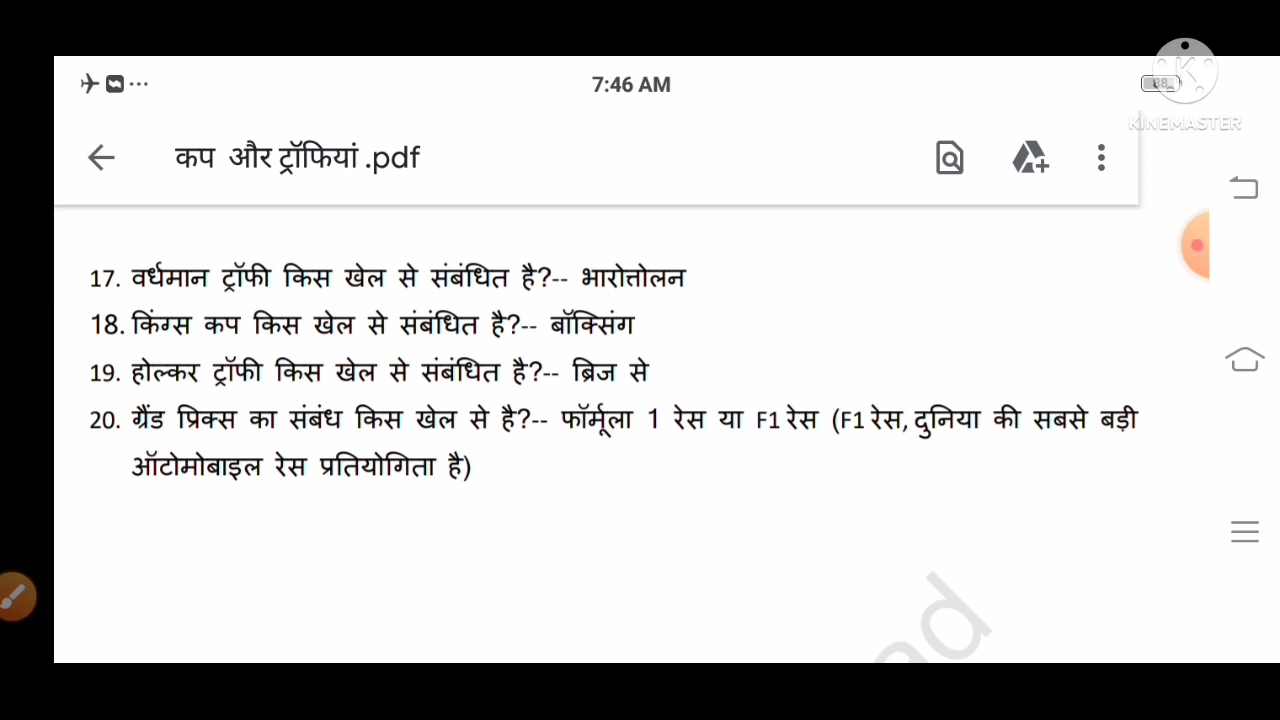 7:46 AM
88
KINEMASTER
कप और ट्रॉफियां .pdf
17. वर्धमान ट्रॉफी किस खेल से संबंधित है?-- भारोत्तोलन
18. किंग्स कप किस खेल से संबंधित है?-- बॉक्सिंग
19. होल्कर ट्रॉफी किस खेल से संबंधित है?-- ब्रिज से
20. ग्रैंड प्रिक्स का संबंध किस खेल से है?-- फॉर्मूला 1 रेस या F1 रेस (F1 रेस, दुनिया की सबसे बड़ी
ऑटोमोबाइल रेस प्रतियोगिता है)